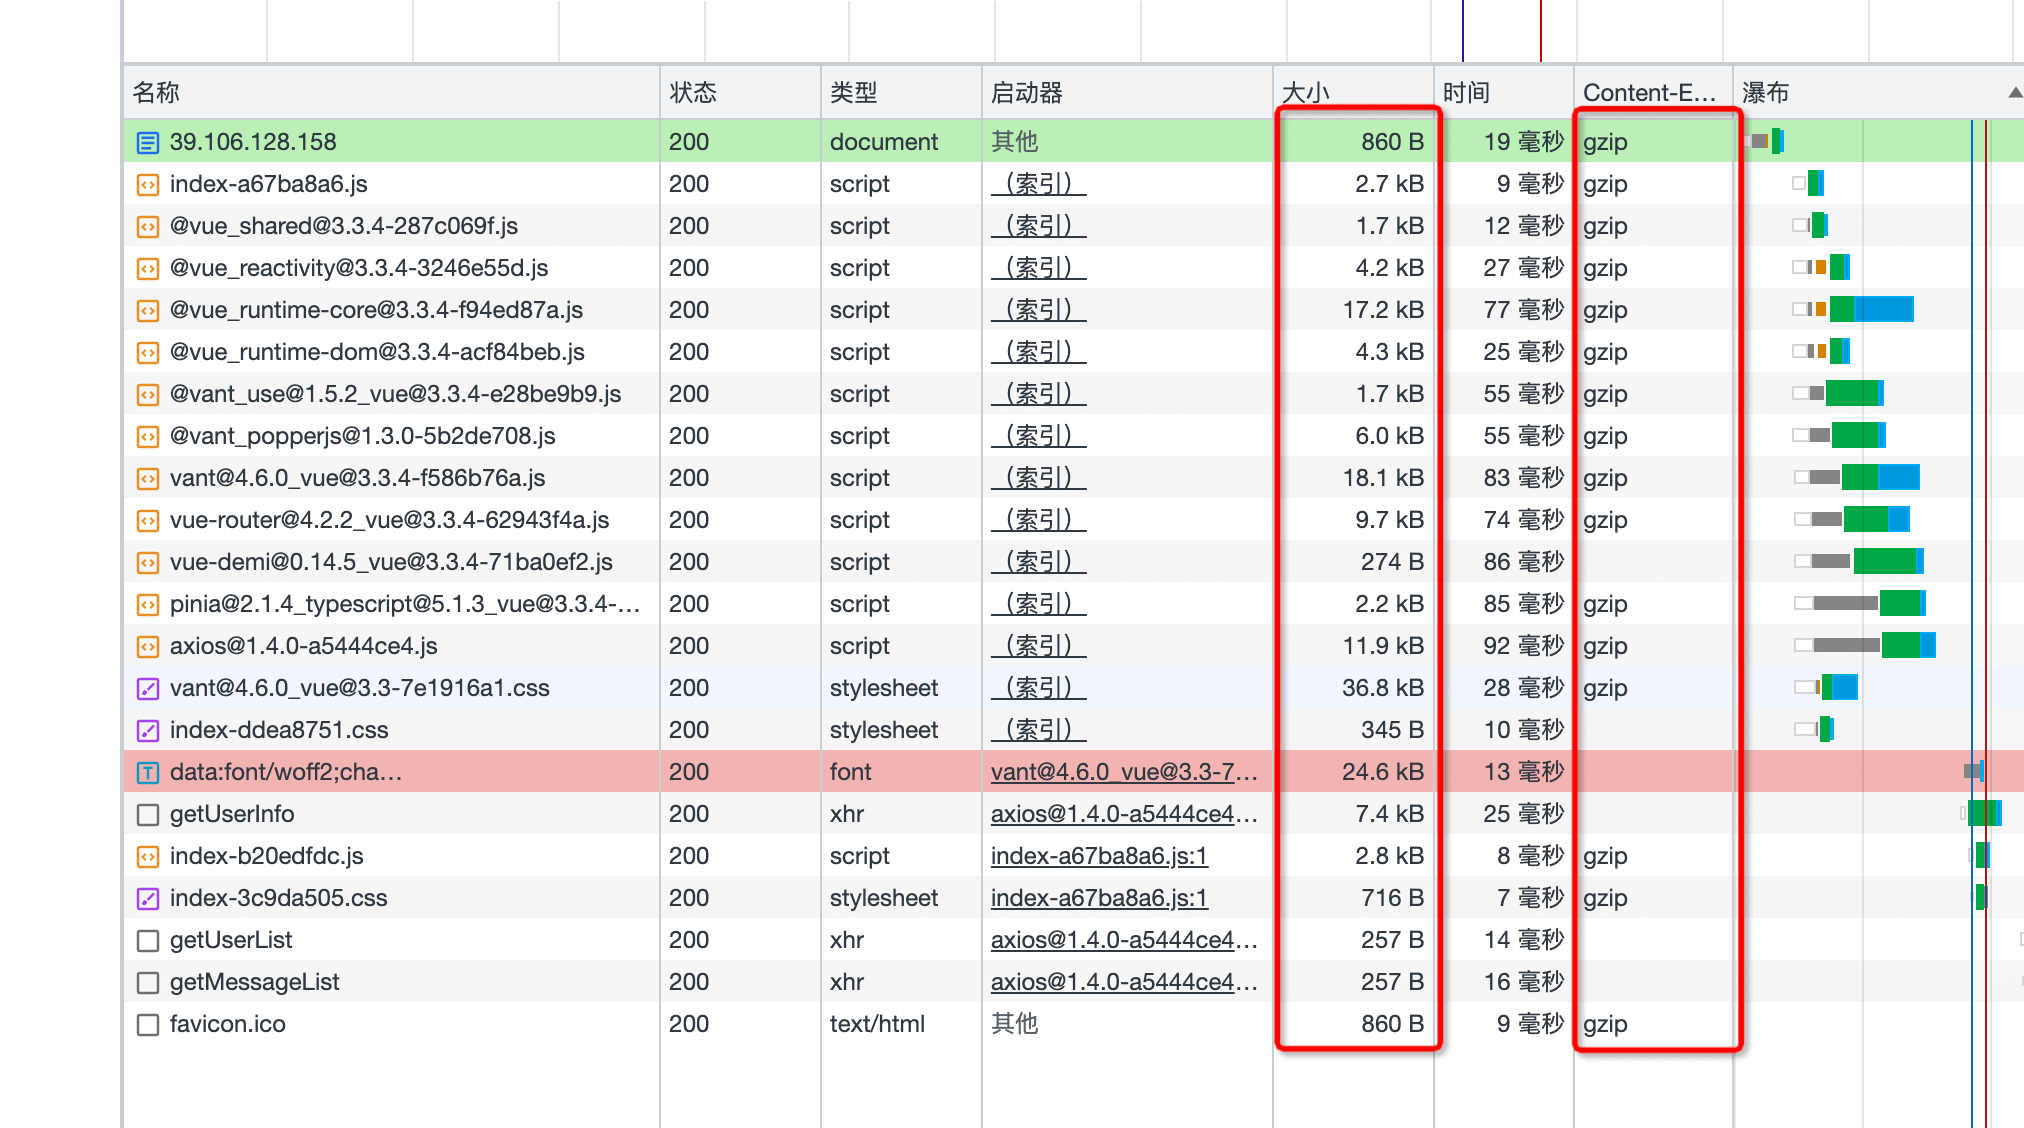 名称 状态 类型 启动器 大小 时间 Content-E... 瀑布
39.106.128.158 200 document 其他 860 B 19 毫秒 gzip
index-a67ba8a6.js 200 script （索引） 2.7 kB 9 毫秒 gzip
@vue_shared@3.3.4-287c069f.js 200 script （索引） 1.7 kB 12 毫秒 gzip
@vue_reactivity@3.3.4-3246e55d.js 200 script （索引） 4.2 kB 27 毫秒 gzip
@vue_runtime-core@3.3.4-f94ed87a.js 200 script （索引） 17.2 kB 77 毫秒 gzip
@vue_runtime-dom@3.3.4-acf84beb.js 200 script （索引） 4.3 kB 25 毫秒 gzip
@vant_use@1.5.2_vue@3.3.4-e28be9b9.js 200 script （索引） 1.7 kB 55 毫秒 gzip
@vant_popperjs@1.3.0-5b2de708.js 200 script （索引） 6.0 kB 55 毫秒 gzip
vant@4.6.0_vue@3.3.4-f586b76a.js 200 script （索引） 18.1 kB 83 毫秒 gzip
vue-router@4.2.2_vue@3.3.4-62943f4a.js 200 script （索引） 9.7 kB 74 毫秒 gzip
vue-demi@0.14.5_vue@3.3.4-71ba0ef2.js 200 script （索引） 274 B 86 毫秒
pinia@2.1.4_typescript@5.1.3_vue@3.3.4-... 200 script （索引） 2.2 kB 85 毫秒 gzip
axios@1.4.0-a5444ce4.js 200 script （索引） 11.9 kB 92 毫秒 gzip
vant@4.6.0_vue@3.3-7e1916a1.css 200 stylesheet （索引） 36.8 kB 28 毫秒 gzip
index-ddea8751.css 200 stylesheet （索引） 345 B 10 毫秒
data:font/woff2;cha... 200 font vant@4.6.0_vue@3.3-7... 24.6 kB 13 毫秒
getUserInfo 200 xhr axios@1.4.0-a5444ce4... 7.4 kB 25 毫秒
index-b20edfdc.js 200 script index-a67ba8a6.js:1 2.8 kB 8 毫秒 gzip
index-3c9da505.css 200 stylesheet index-a67ba8a6.js:1 716 B 7 毫秒 gzip
getUserList 200 xhr axios@1.4.0-a5444ce4... 257 B 14 毫秒
getMessageList 200 xhr axios@1.4.0-a5444ce4... 257 B 16 毫秒
favicon.ico 200 text/html 其他 860 B 9 毫秒 gzip